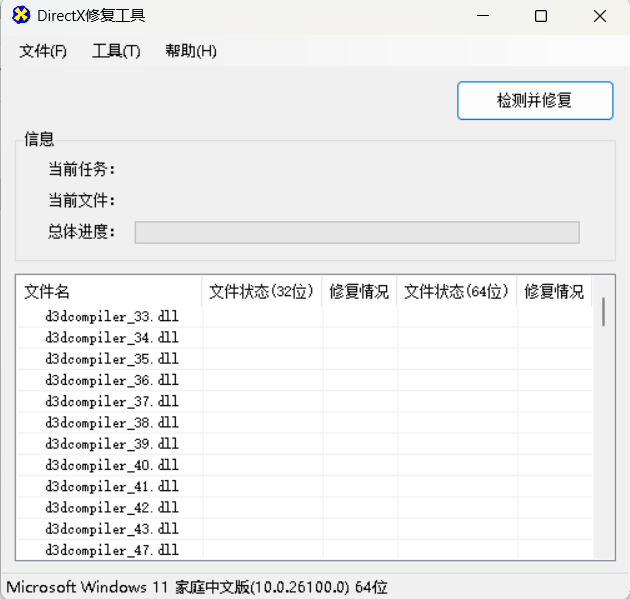 DirectX修复工具
文件(F) 工具(T) 帮助(H)
检测并修复
信息
当前任务：
当前文件：
总体进度：
文件名 文件状态(32位) 修复情况 文件状态(64位) 修复情况
d3dcompiler_33.dll
d3dcompiler_34.dll
d3dcompiler_35.dll
d3dcompiler_36.dll
d3dcompiler_37.dll
d3dcompiler_38.dll
d3dcompiler_39.dll
d3dcompiler_40.dll
d3dcompiler_41.dll
d3dcompiler_42.dll
d3dcompiler_43.dll
d3dcompiler_47.dll
Microsoft Windows 11 家庭中文版(10.0.26100.0) 64位